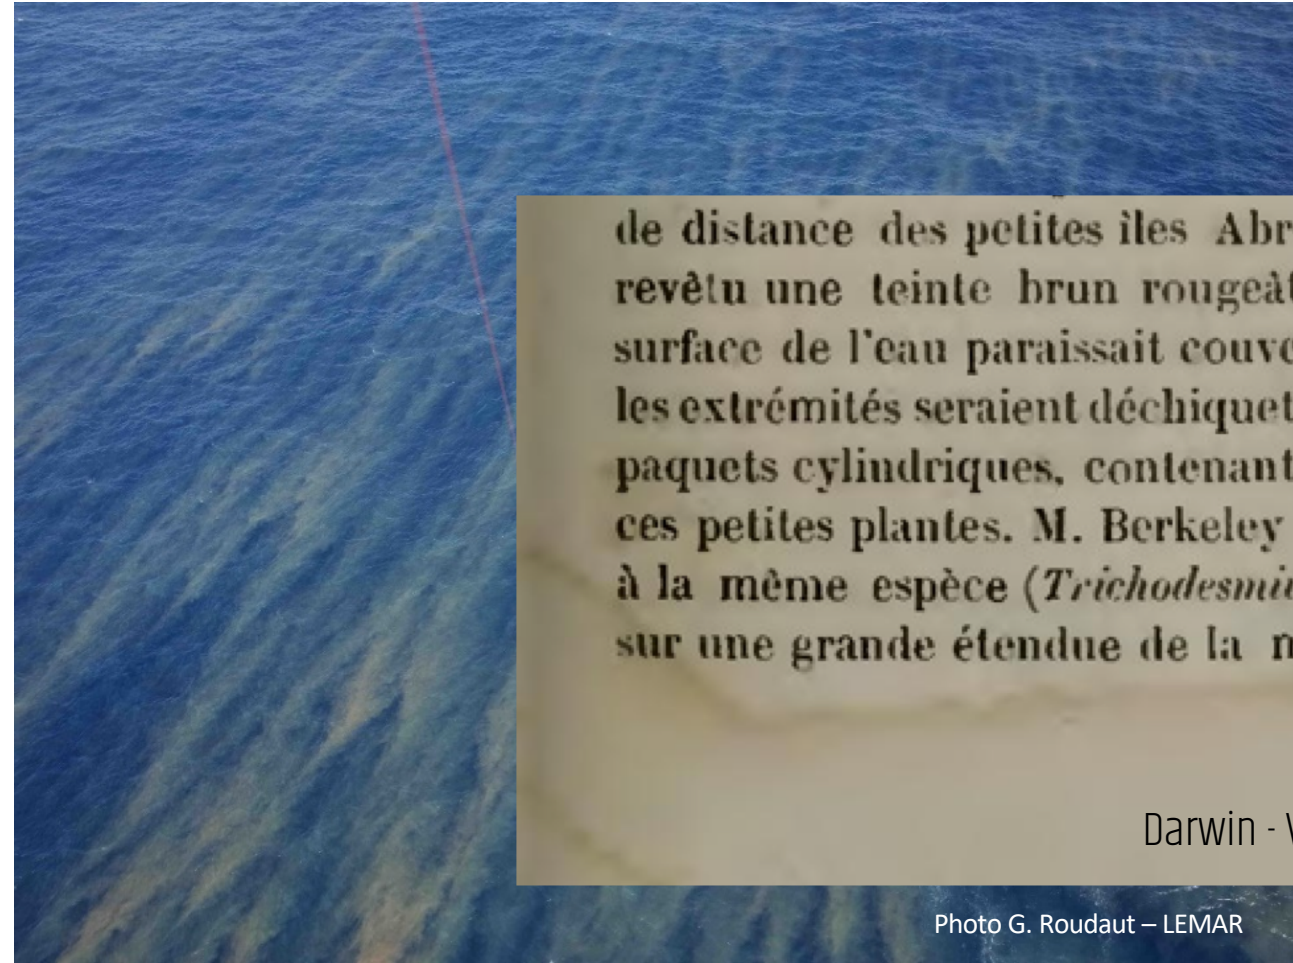 de distance des petites îles Abr
revêtu une teinte brun rougeât
surface de l'eau paraissait couve
les extrémités seraient déchiquet
paquets cylindriques, contenant
ces petites plantes. M. Berkeley
à la même espèce (Trichodesmiu
sur une grande étendue de la m
Darwin - V
Photo G. Roudaut – LEMAR